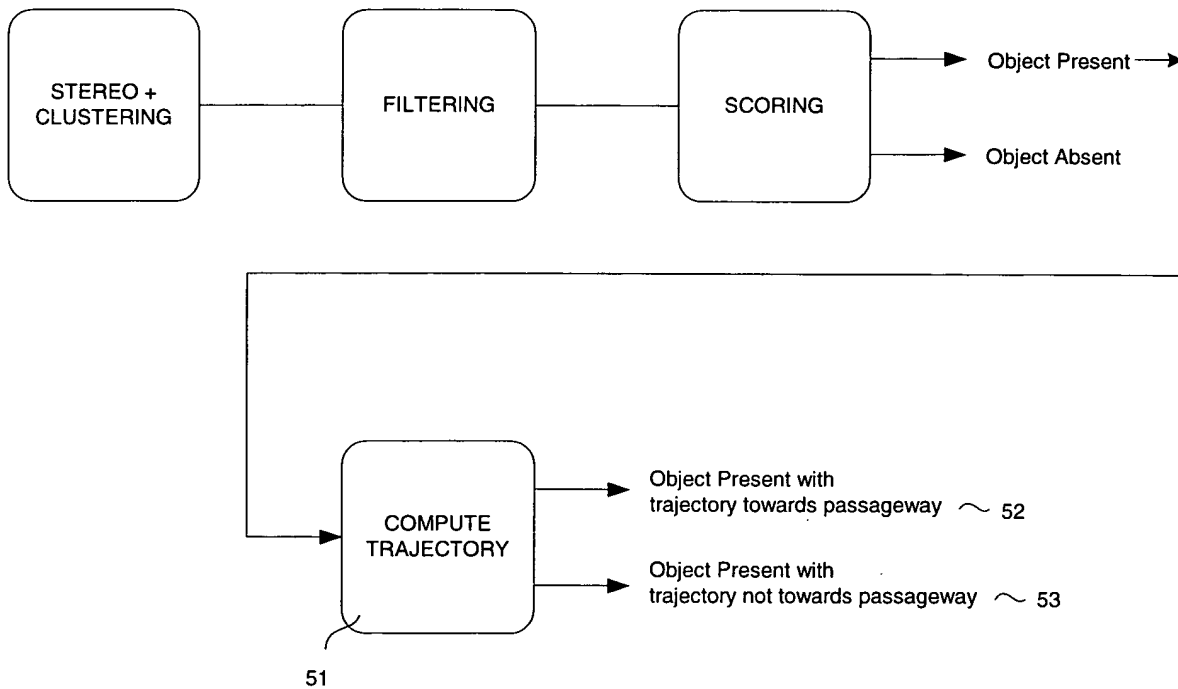 STEREO +
CLUSTERING
FILTERING
SCORING
Object Present
Object Absent
COMPUTE
TRAJECTORY
51
Object Present with
trajectory towards passageway
52
Object Present with
trajectory not towards passageway
53